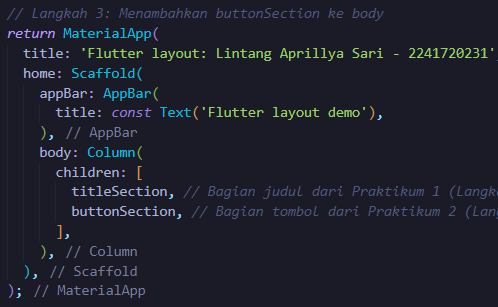 // Langkah 3: Menambahkan buttonSection ke body
return MaterialApp(
  title: 'Flutter layout: Lintang Aprillya Sari - 2241720231',
  home: Scaffold(
    appBar: AppBar(
      title: const Text('Flutter layout demo'),
    ), // AppBar
    body: Column(
      children: [
        titleSection, // Bagian judul dari Praktikum 1 (
        buttonSection, // Bagian tombol dari Praktikum 2 (
      ],
    ), // Column
  ), // Scaffold
); // MaterialApp